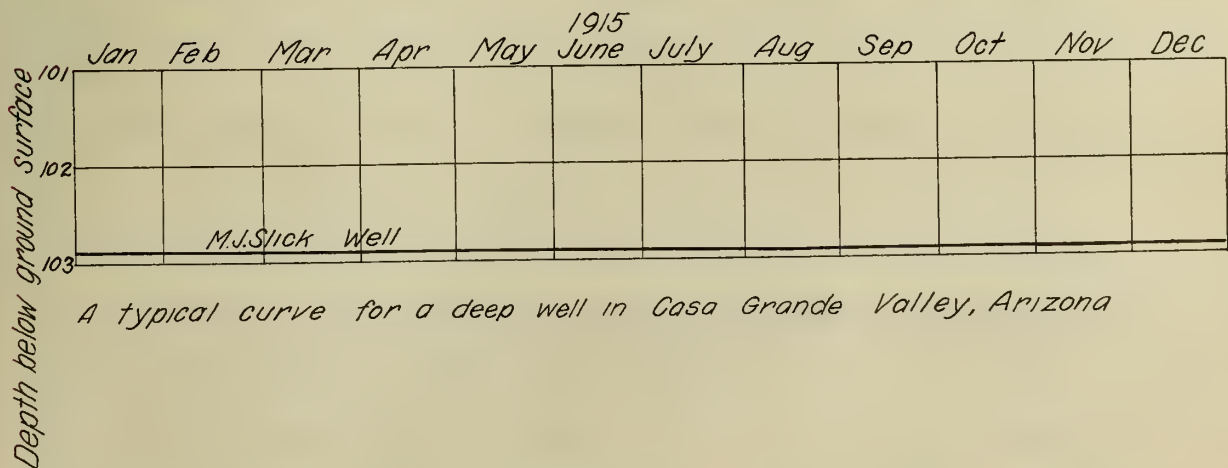 1915
Jan Feb Mar Apr May June July Aug Sep Oct Nov Dec
101
102
M.J.Slick Well
103
Depth below ground surface
A typical curve for a deep well in Casa Grande Valley, Arizona